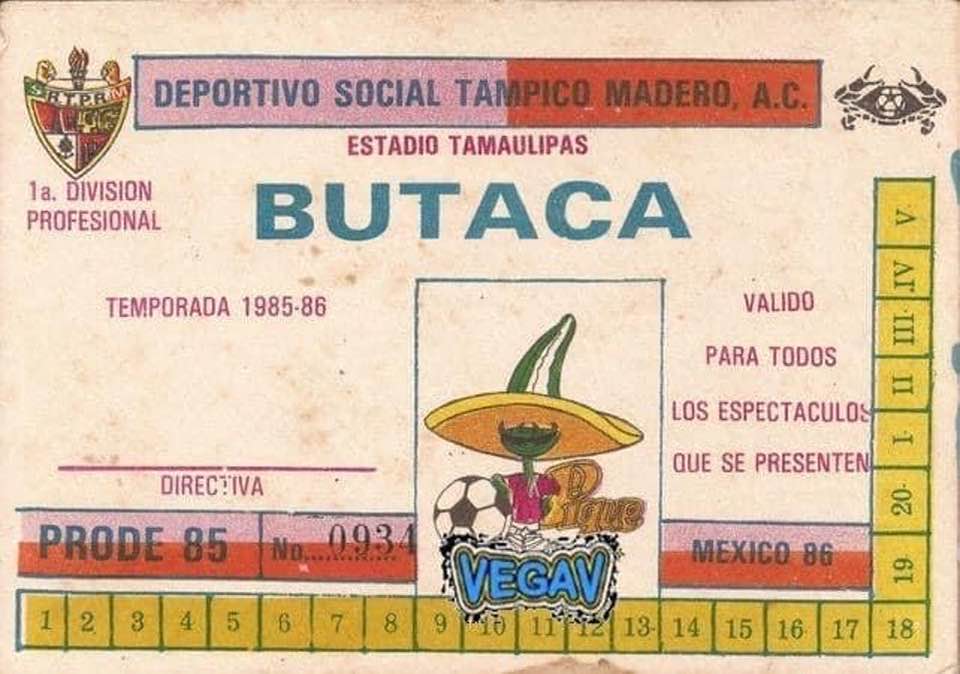 S.R.T.P.R.M
DEPORTIVO SOCIAL TAMPICO MADERO, A.C.
ESTADIO TAMAULIPAS
1a. DIVISION
PROFESIONAL
BUTACA
TEMPORADA 1985-86
VALIDO
PARA TODOS
LOS ESPECTACULOS
QUE SE PRESENTEN
DIRECTIVA
Pique
PRODE 85
No. 0934
MEXICO 86
VEGAV
1 2 3 4 5 6 7 8 9 10 11 12 13 14 15 16 17 18
19
20
I
II
III
IV
V